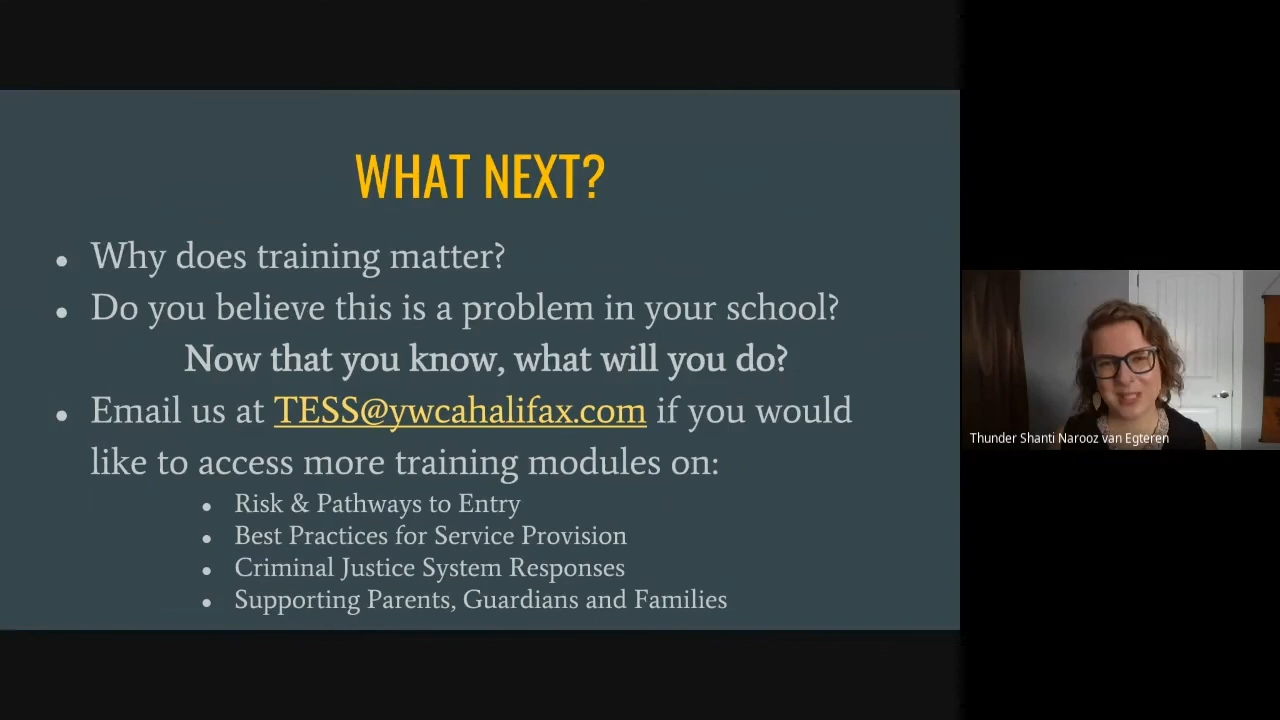 WHAT NEXT?
• Why does training matter?
• Do you believe this is a problem in your school?
Now that you know, what will you do?
• Email us at TESS@ywcahalifax.com if you would
like to access more training modules on:
• Risk & Pathways to Entry
• Best Practices for Service Provision
• Criminal Justice System Responses
• Supporting Parents, Guardians and Families
Thunder Shanti Narooz van Egteren